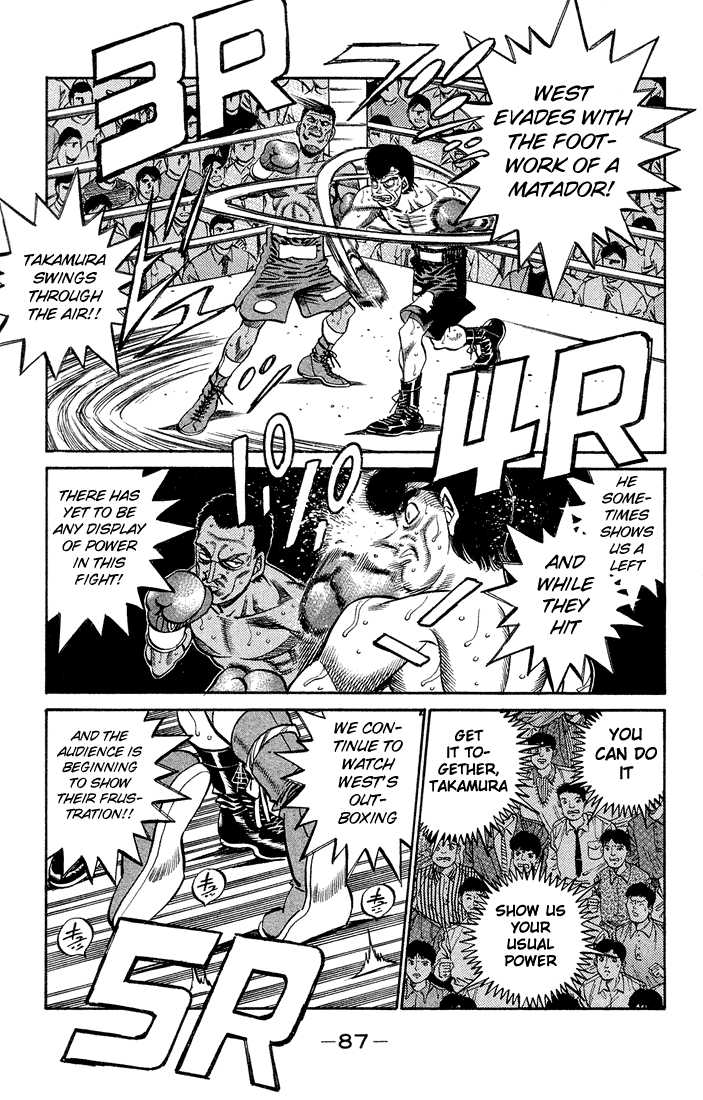 3R
WEST
EVADES WITH
THE FOOT-
WORK OF A
MATADOR!
TAKAMURA
SWINGS
THROUGH
THE AIR!!
4R
HE
SOME-
TIMES
SHOWS
US A
LEFT
AND
WHILE
THEY
HIT
THERE HAS
YET TO BE
ANY DISPLAY
OF POWER
IN THIS
FIGHT!
YOU
CAN DO
IT
GET
IT TO-
GETHER,
TAKAMURA
SHOW US
YOUR
USUAL
POWER
WE CON-
TINUE TO
WATCH
WEST'S
OUT-
BOXING
AND THE
AUDIENCE IS
BEGINNING
TO SHOW
THEIR FRUS-
TRATION!!
5R
—87—